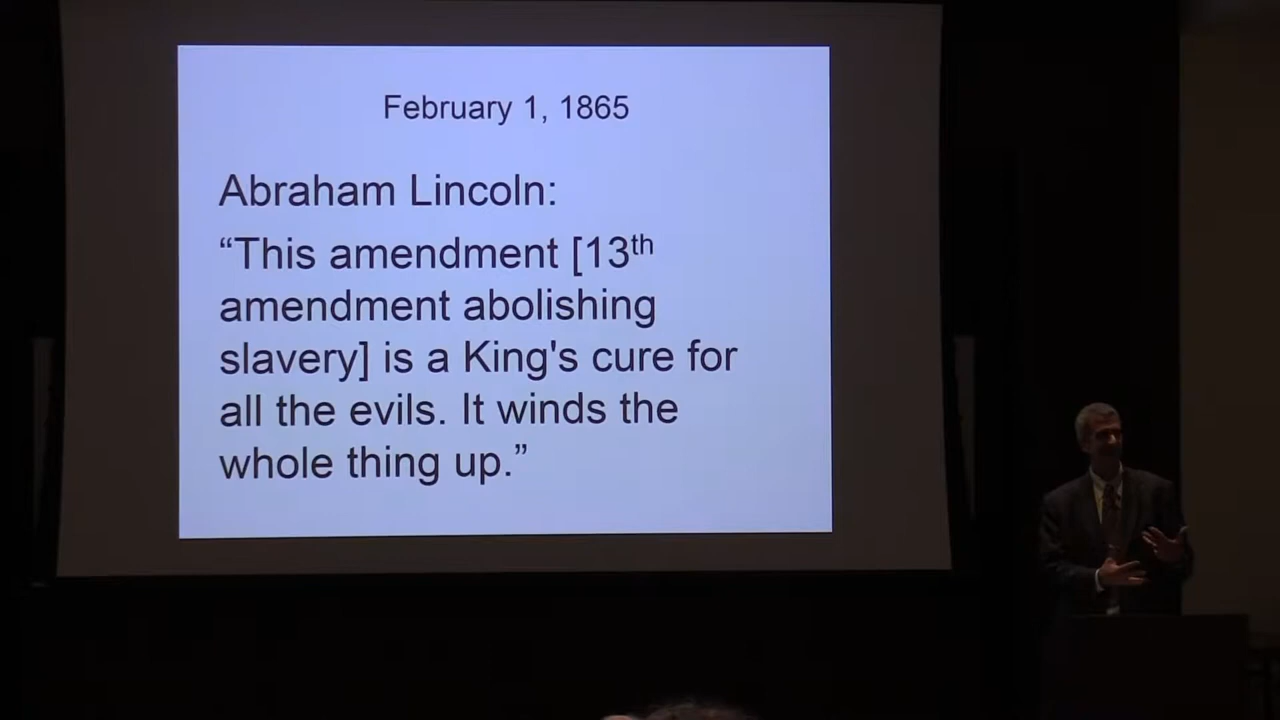 February 1, 1865
Abraham Lincoln:
“This amendment [13th
amendment abolishing
slavery] is a King's cure for
all the evils. It winds the
whole thing up.”